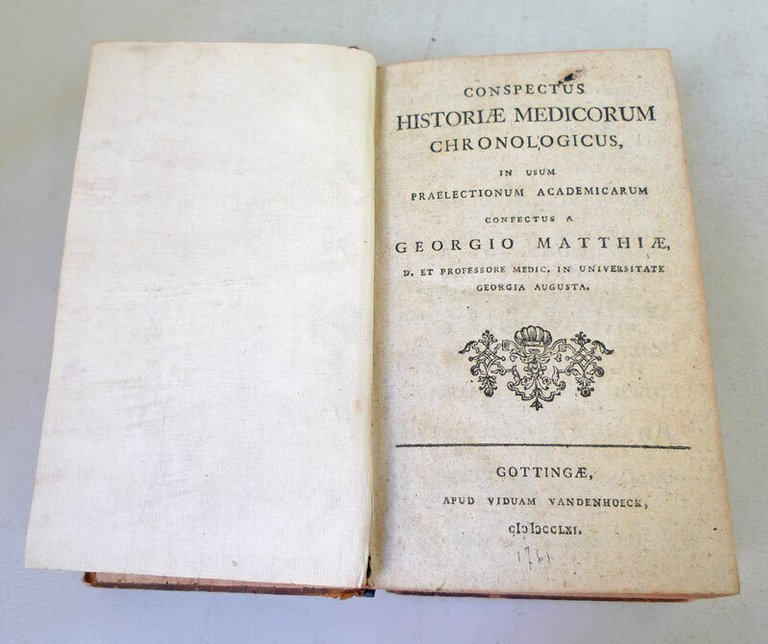 CONSPECTUS
HISTORIÆ MEDICORUM
CHRONOLOGICUS,
IN USUM
PRAELECTIONUM ACADEMICARUM
CONFECTUS A
GEORGIO MATTHIÆ,
D. ET PROFESSORE MEDIC. IN UNIVERSITATE
GEORGIA AUGUSTA.
GOTTINGÆ,
APUD VIDUAM VANDENHOECK,
cIↄIↄccLXI.
1761